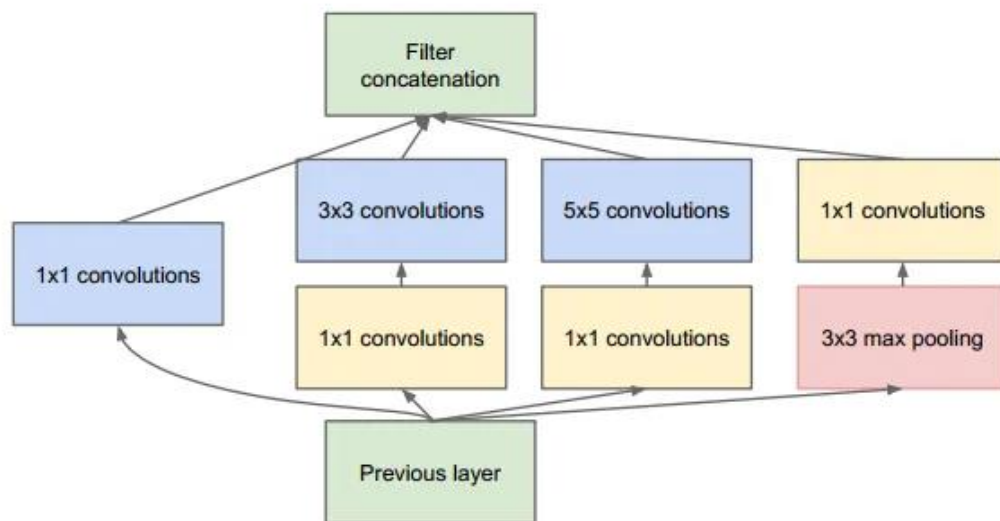 Filter
concatenation
3x3 convolutions
5x5 convolutions
1x1 convolutions
1x1 convolutions
1x1 convolutions
1x1 convolutions
3x3 max pooling
Previous layer